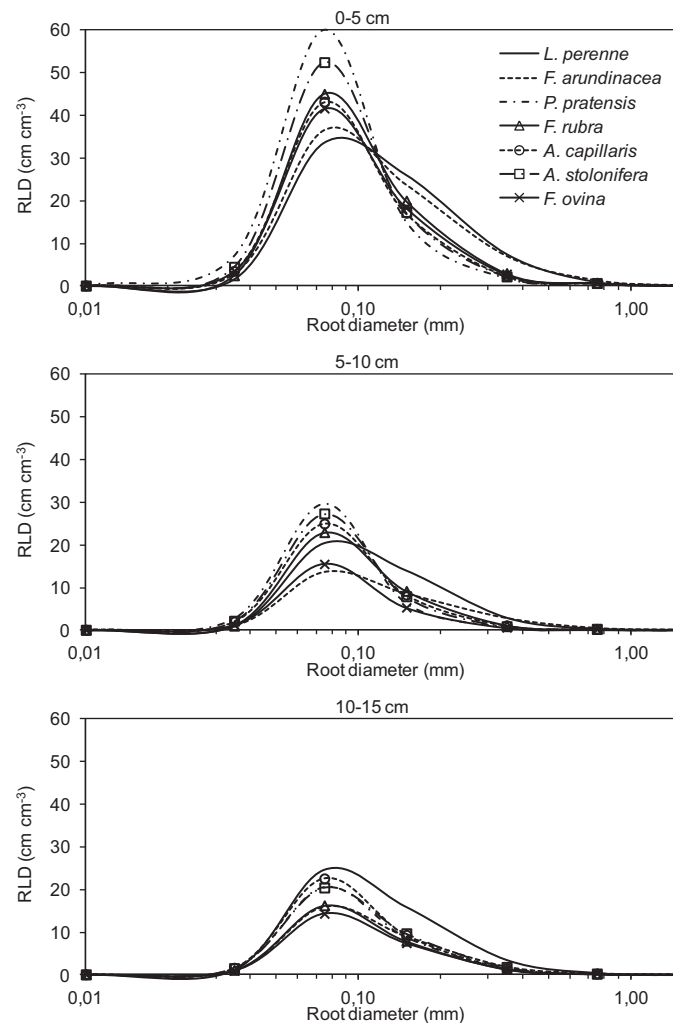 0-5 cm
60
50
40
30
20
10
0
RLD (cm cm⁻³)
L. perenne
F. arundinacea
P. pratensis
F. rubra
A. capillaris
A. stolonifera
F. ovina
0,01 0,10 1,00
Root diameter (mm)
5-10 cm
60
50
40
30
20
10
0
RLD (cm cm⁻³)
0,01 0,10 1,00
Root diameter (mm)
10-15 cm
60
50
40
30
20
10
0
RLD (cm cm⁻³)
0,01 0,10 1,00
Root diameter (mm)